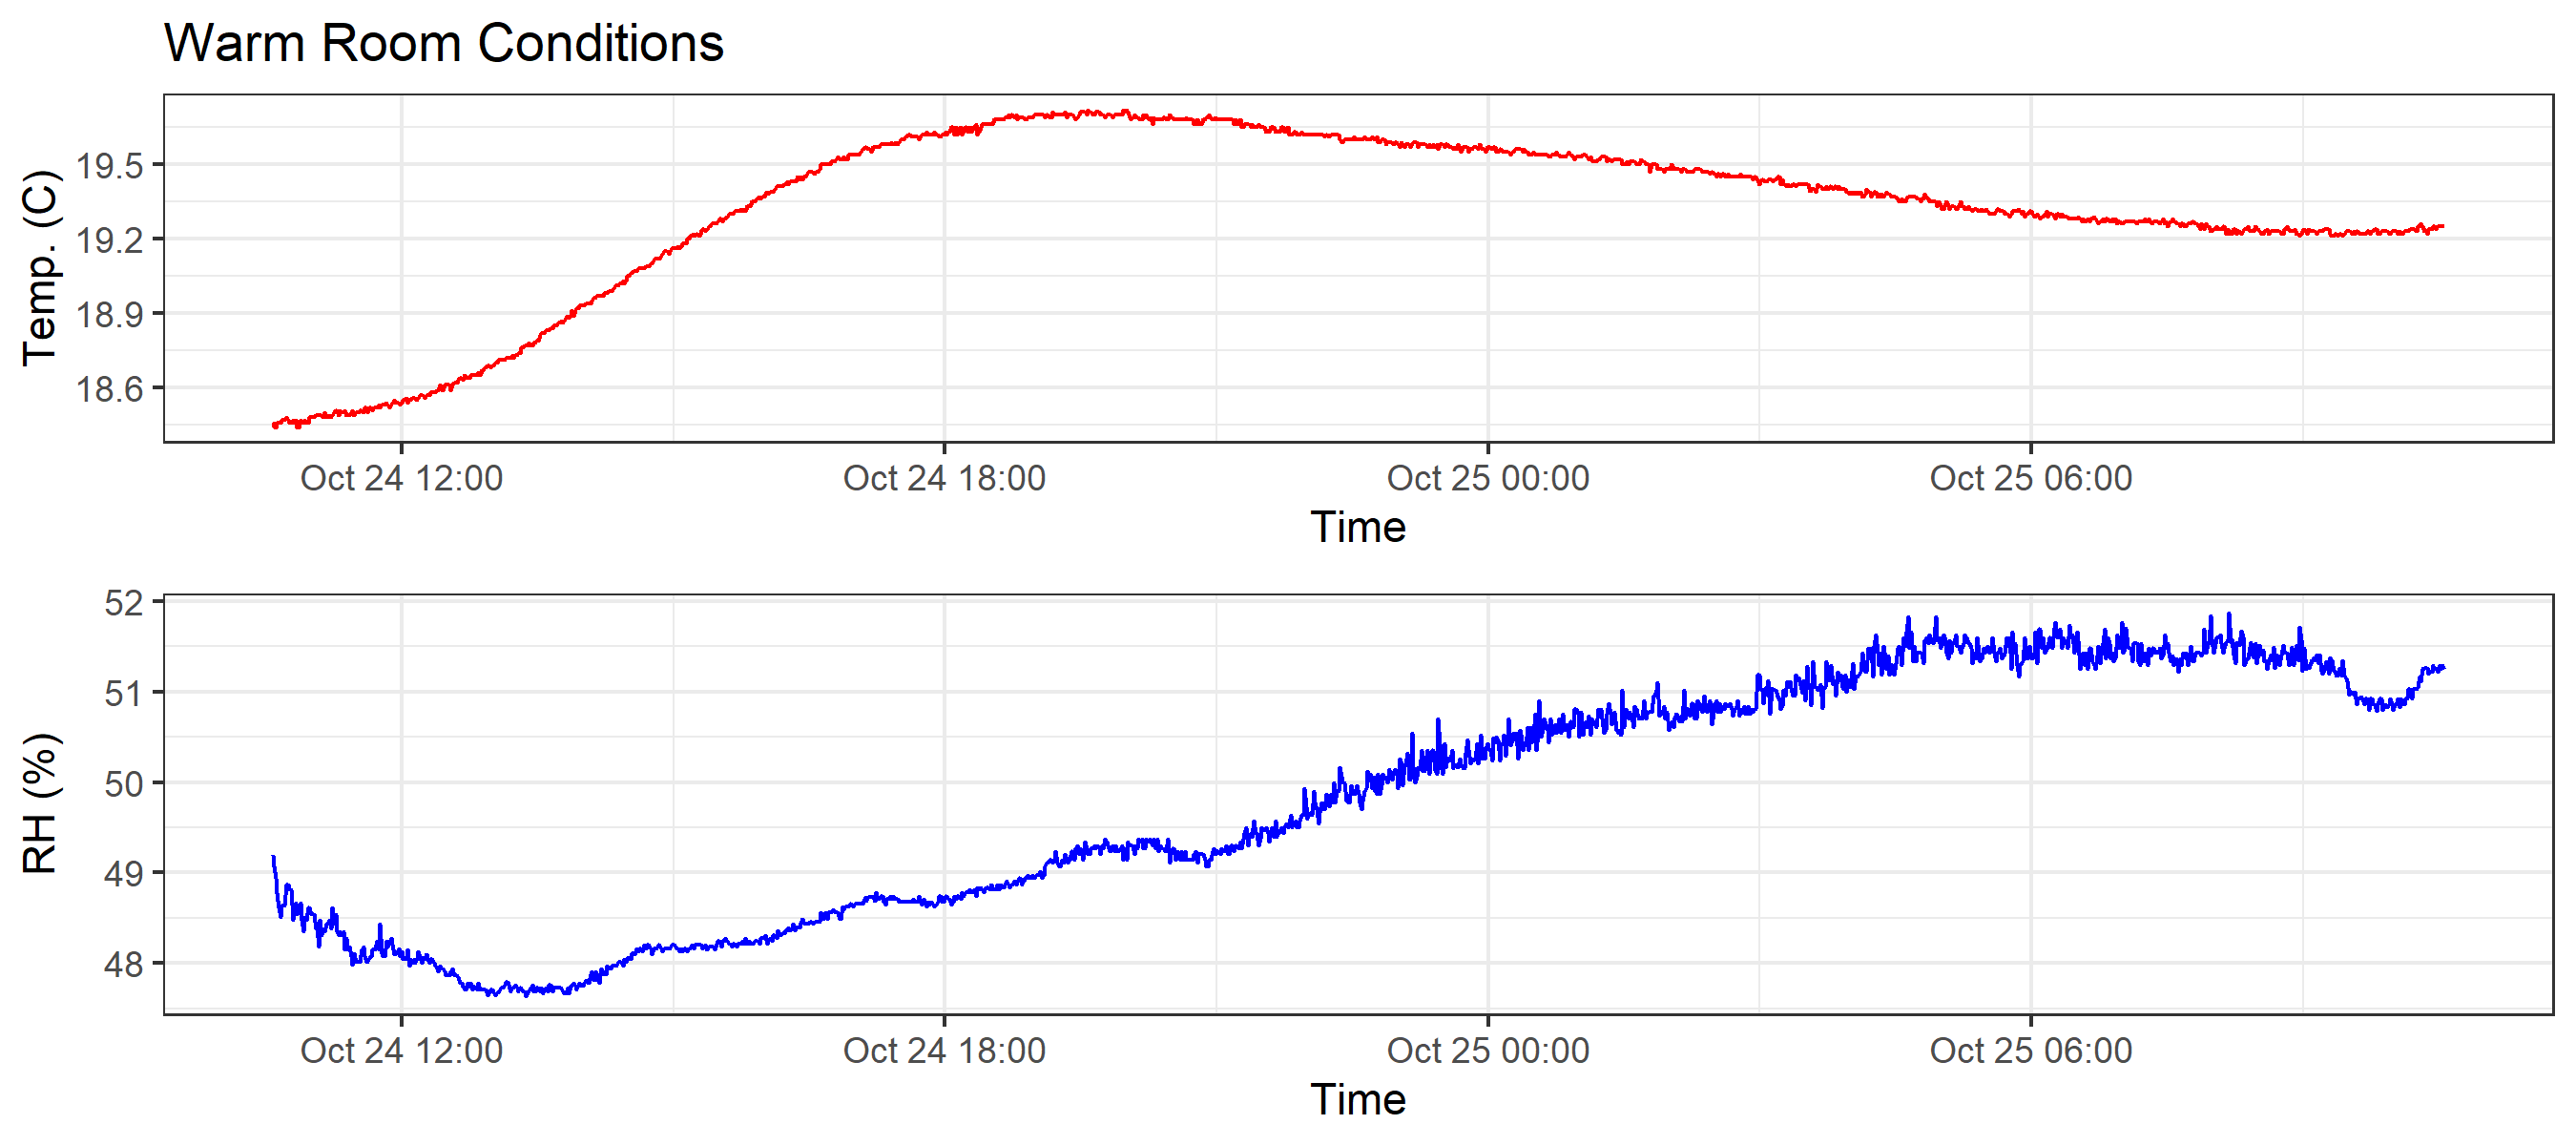 Warm Room Conditions
Temp. (C)
19.5
19.2
18.9
18.6
Oct 24 12:00 Oct 24 18:00 Oct 25 00:00 Oct 25 06:00
Time
RH (%)
52
51
50
49
48
Oct 24 12:00 Oct 24 18:00 Oct 25 00:00 Oct 25 06:00
Time